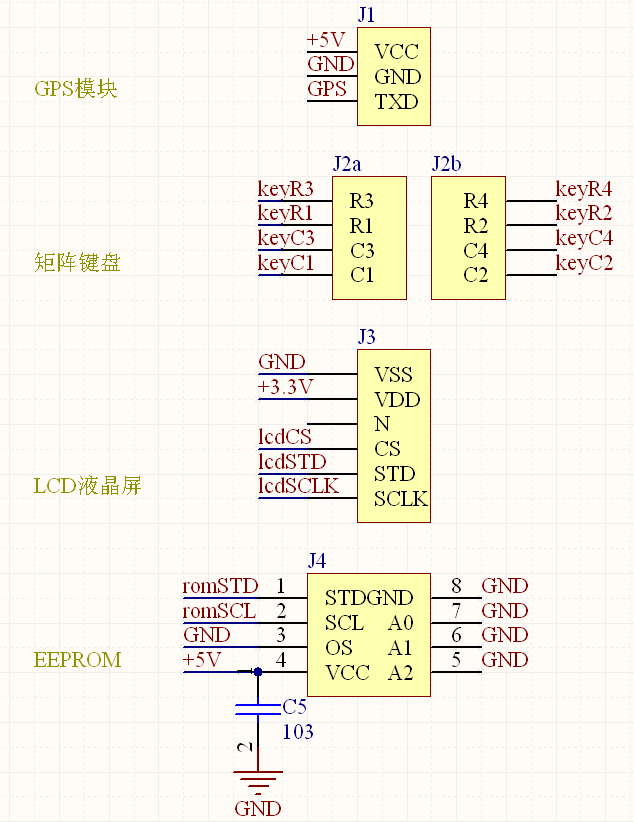 J1
+5V
VCC
GND
GND
GPS模块
GPS
TXD
J2a
J2b
keyR3
R3
R4
keyR4
keyR1
R1
R2
keyR2
keyC3
C3
C4
keyC4
矩阵键盘
keyC1
C1
C2
keyC2
J3
GND
VSS
+3.3V
VDD
N
lcdCS
CS
lcdSTD
STD
LCD液晶屏
lcdSCLK
SCLK
J4
romSTD
1
STDGND
8
GND
romSCL
2
SCL
A0
7
GND
GND
3
OS
A1
6
GND
EEPROM
+5V
4
VCC
A2
5
GND
1
C5
103
2
GND